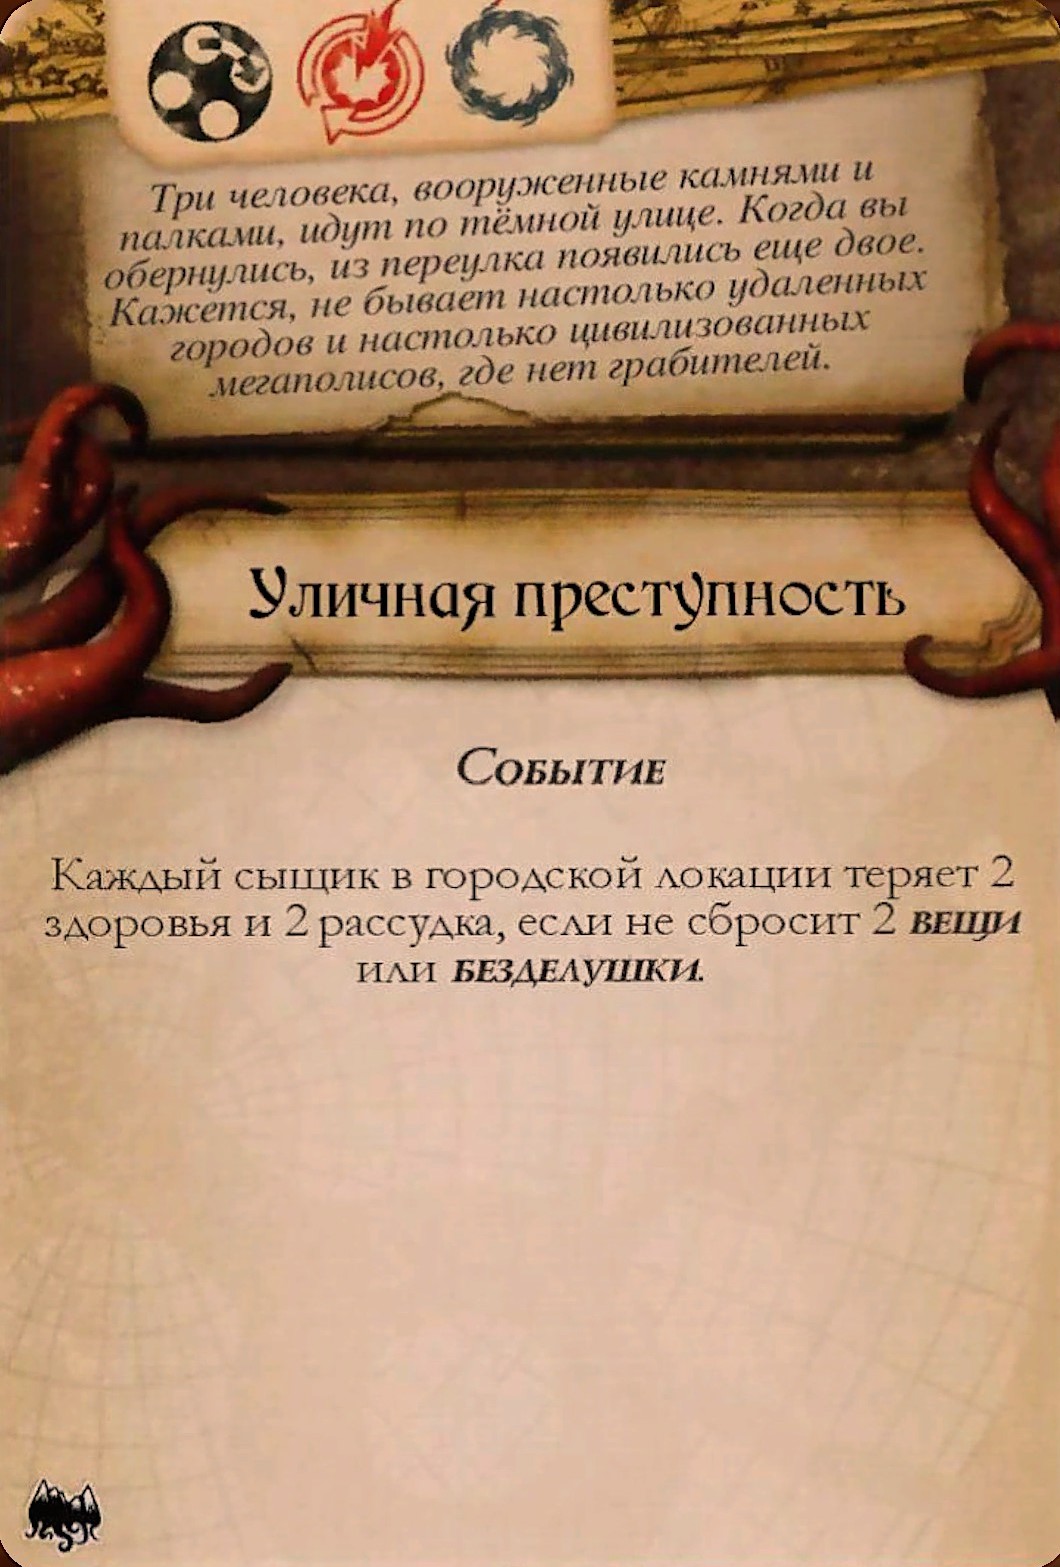 Три человека, вооруженные камнями и
палками, идут по тёмной улице. Когда вы
обернулись, из переулка появились еще двое.
Кажется, не бывает настолько удаленных
городов и настолько цивилизованных
мегаполисов, где нет грабителей.
Уличная преступность
Событие
Каждый сыщик в городской локации теряет 2
здоровья и 2 рассудка, если не сбросит 2 ВЕЩИ
или БЕЗДЕЛУШКИ.